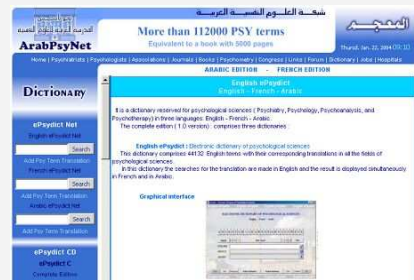 شبكة العلوم النفسية العربية
ArabPsyNet
More than 112000 PSY terms
Equivalent to a book with 5000 pages
Thursd. Jan. 22, 2004
Home | Psychiatrists | Psychologists | Associations | Journals | Books | Psychometry | Congress | Links | Forum | Dictionary | Jobs | Hospitals
ARABIC EDITION - FRENCH EDITION
Dictionary
ePsydict Net
English ePsydict Net
Search
Add Psy Term Translation
French ePsydict Net
Search
Add Psy Term Translation
Arabic ePsydict Net
Search
Add Psy Term Translation
ePsydict CD
ePsydict C
Complete Edition
English ePsydict
English - French - Arabic
It is a dictionary reserved for psychological sciences ( Psychiatry, Psychology, Psychoanalysis, and
Psychotherapy) in three languages: English - French - Arabic.
The complete edition ( 1.0 version) : comprises three dictionaries :
English ePsydict : Electronic dictionary of psychological sciences
This dictionary comprises 44132 English terms with their corresponding translations in all the fields of
psychological sciences.
In this dictionary the searches for the translation are made in English and the result is displayed simultaneously
in French and in Arabic.
Graphical interface